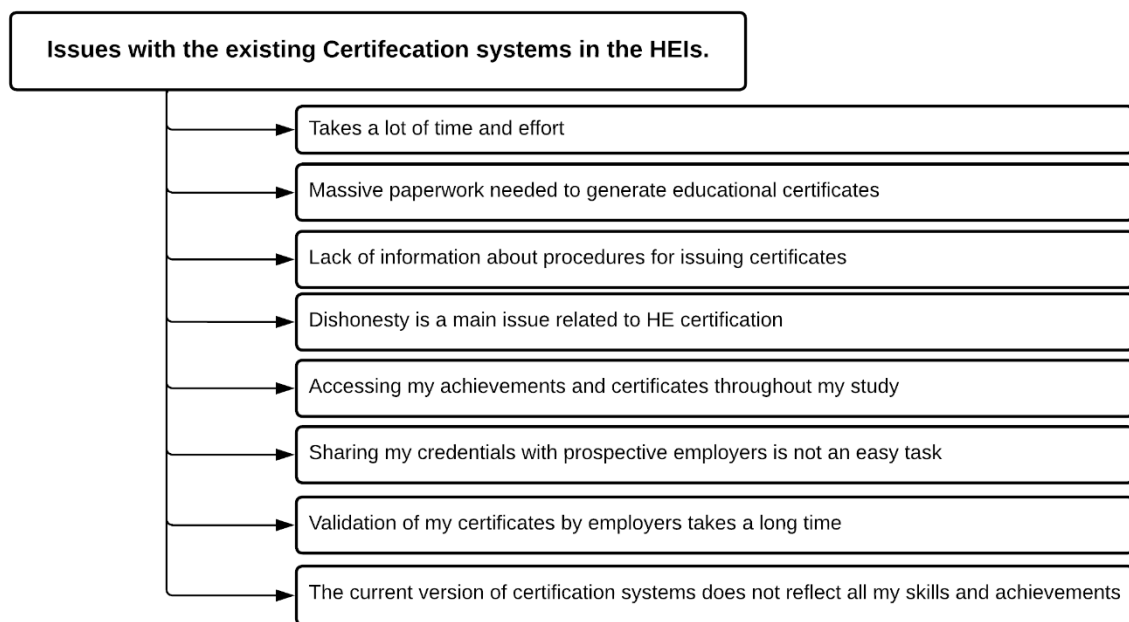 Issues with the existing Certifecation systems in the HEIs.
Takes a lot of time and effort
Massive paperwork needed to generate educational certificates
Lack of information about procedures for issuing certificates
Dishonesty is a main issue related to HE certification
Accessing my achievements and certificates throughout my study
Sharing my credentials with prospective employers is not an easy task
Validation of my certificates by employers takes a long time
The current version of certification systems does not reflect all my skills and achievements